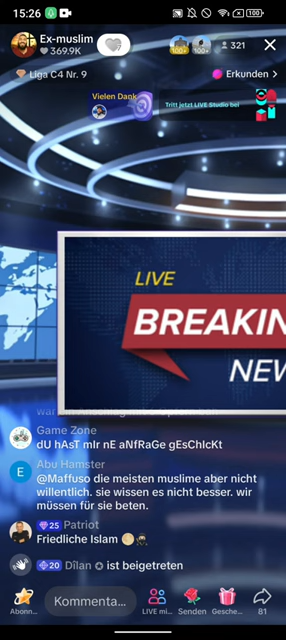 15:26
100
Ex-muslim
369.9K
100+
100+
321
Liga C4 Nr. 9
Erkunden >
Vielen Dank
Tritt jetzt LIVE Studio bei
LIVE
BREAKIN
NEW
Game Zone
dU hAsT mIr nE aNfRaGe gEsChIcKt
E
Abu Hamster
@Maffuso die meisten muslime aber nicht
willentlich. sie wissen es nicht besser. wir
müssen für sie beten.
25 Patriot
Friedliche Islam
20 Dîlan ✪ ist beigetreten
Kommenta...
Abonn...
LIVE mi...
Senden
Gesche...
81